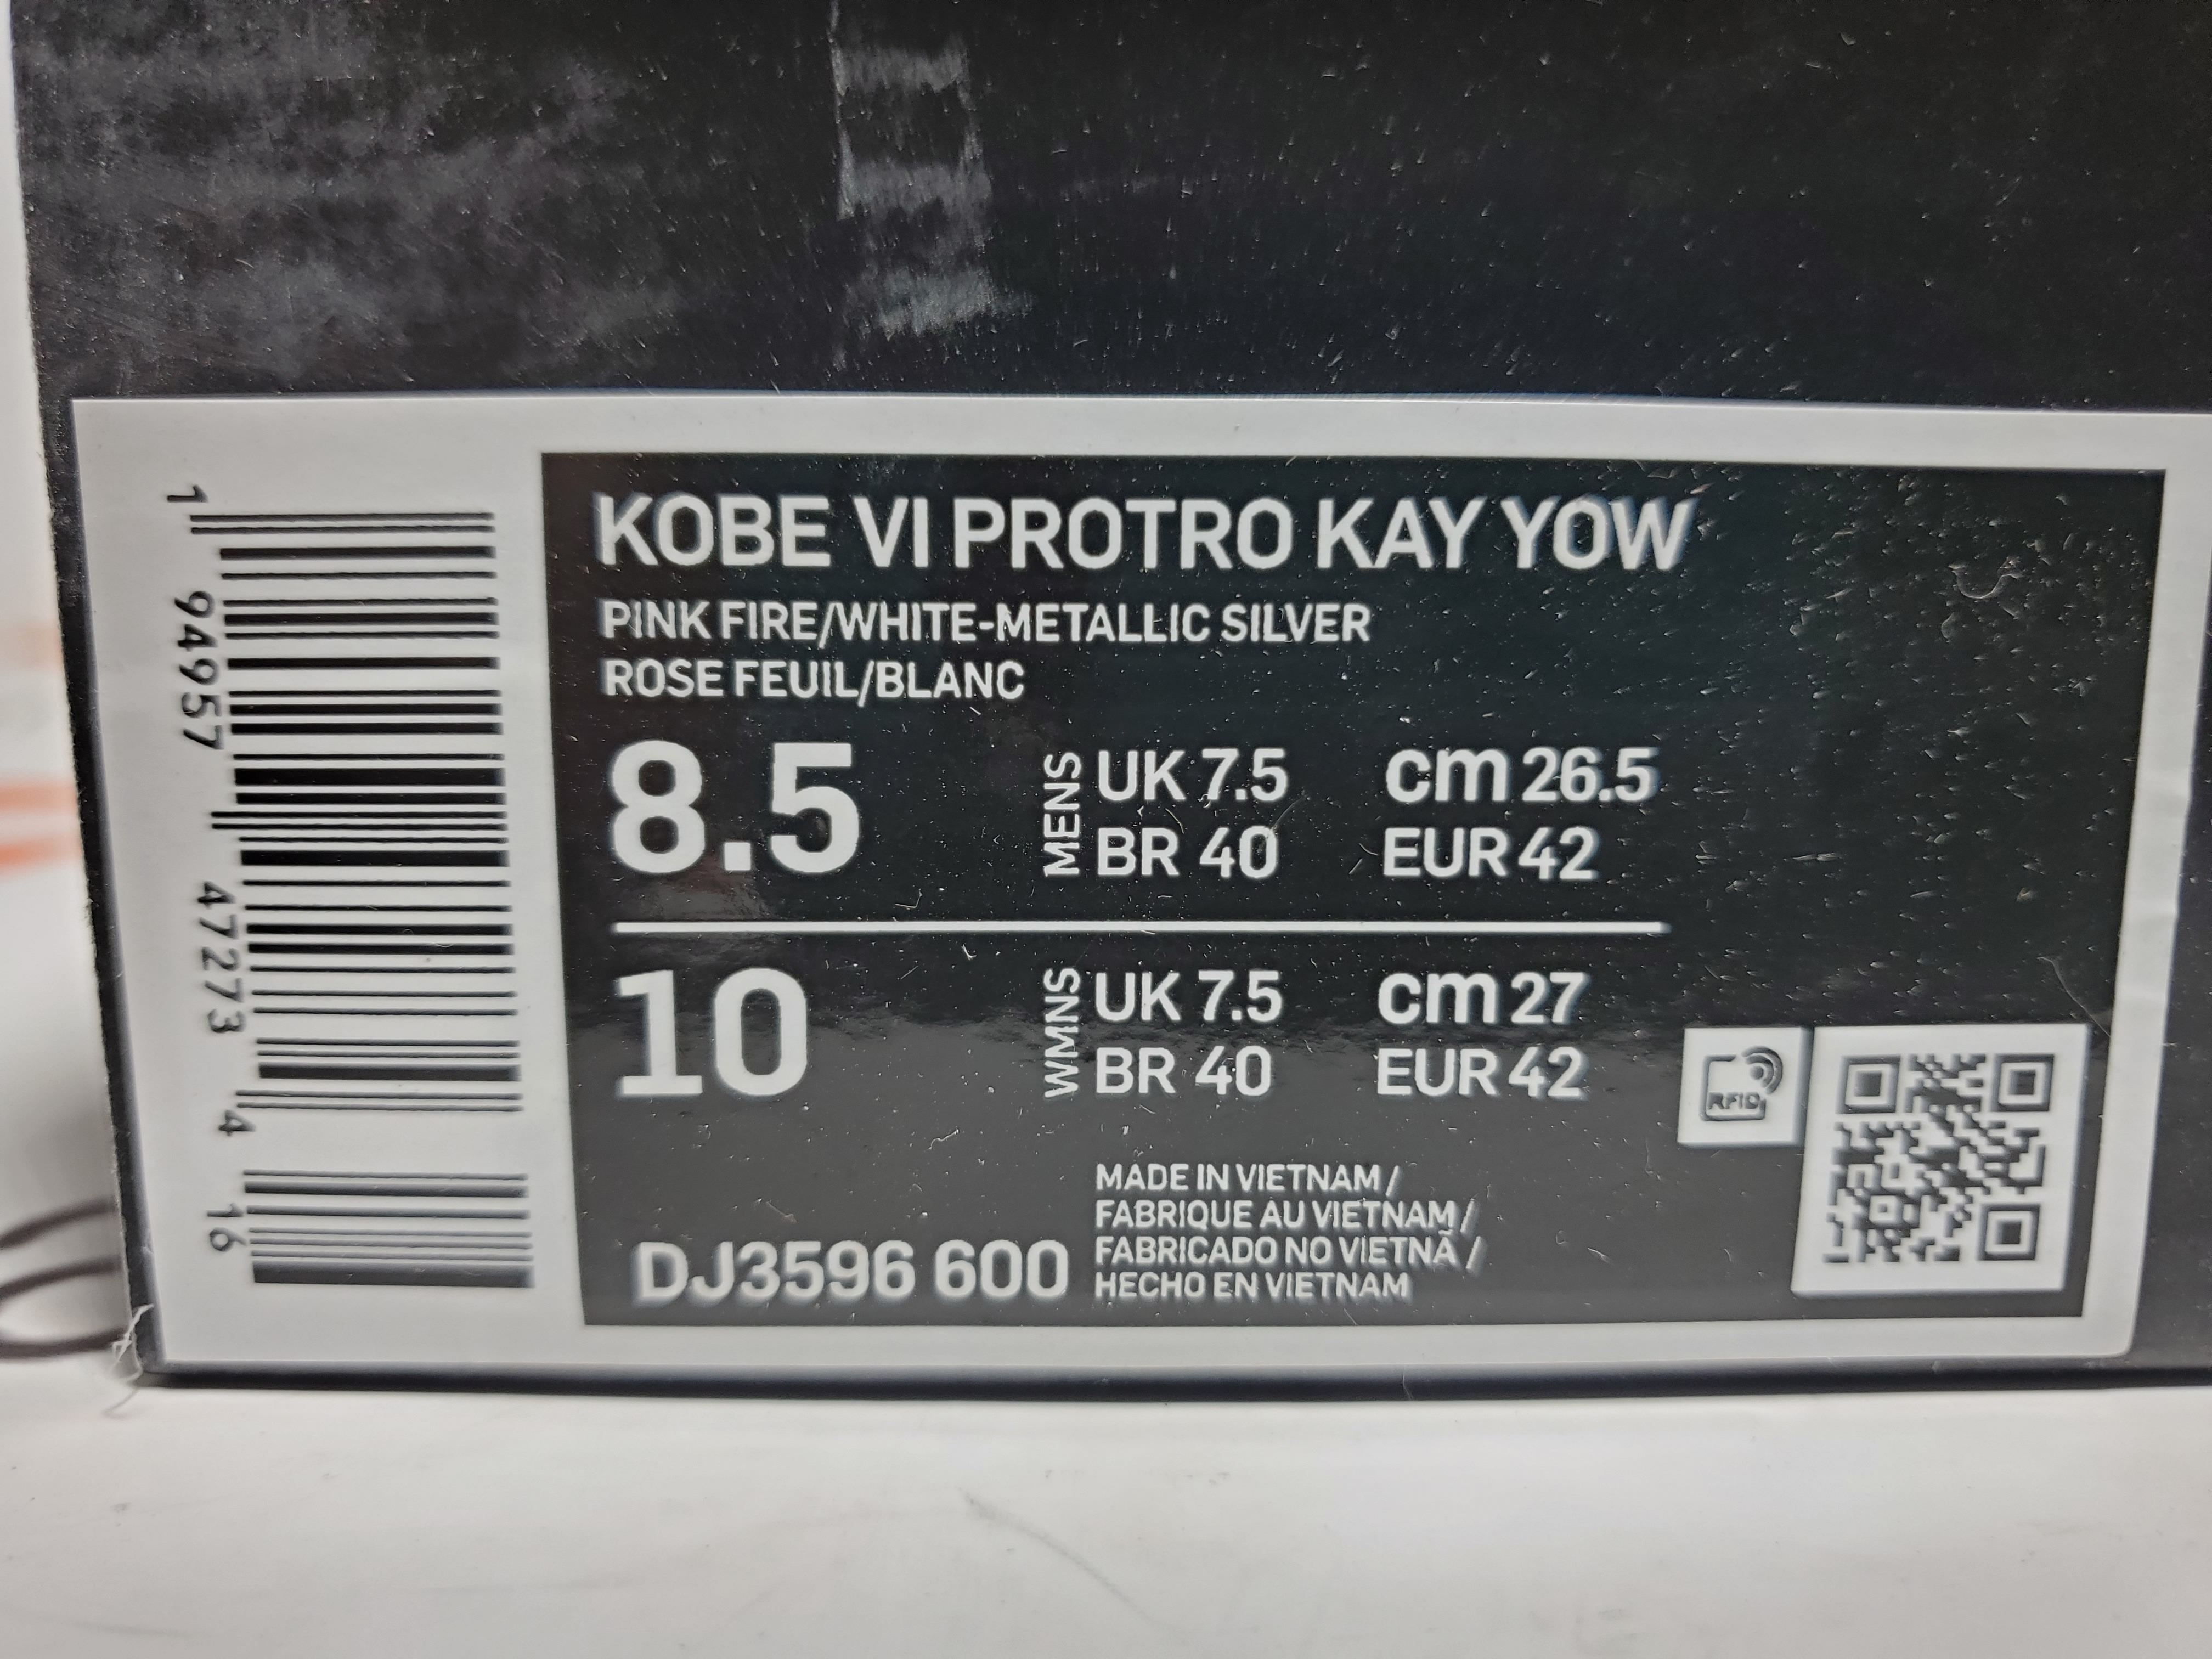 KOBE VI PROTRO KAY YOW
PINK FIRE/WHITE-METALLIC SILVER
ROSE FEUIL/BLANC
8.5
MENS
UK 7.5 cm 26.5
BR 40 EUR 42
10
WMNS
UK 7.5 cm 27
BR 40 EUR 42
DJ3596 600
MADE IN VIETNAM /
FABRIQUE AU VIETNAM /
FABRICADO NO VIETNÃ /
HECHO EN VIETNAM
RFID
1 94957 47273 4 16